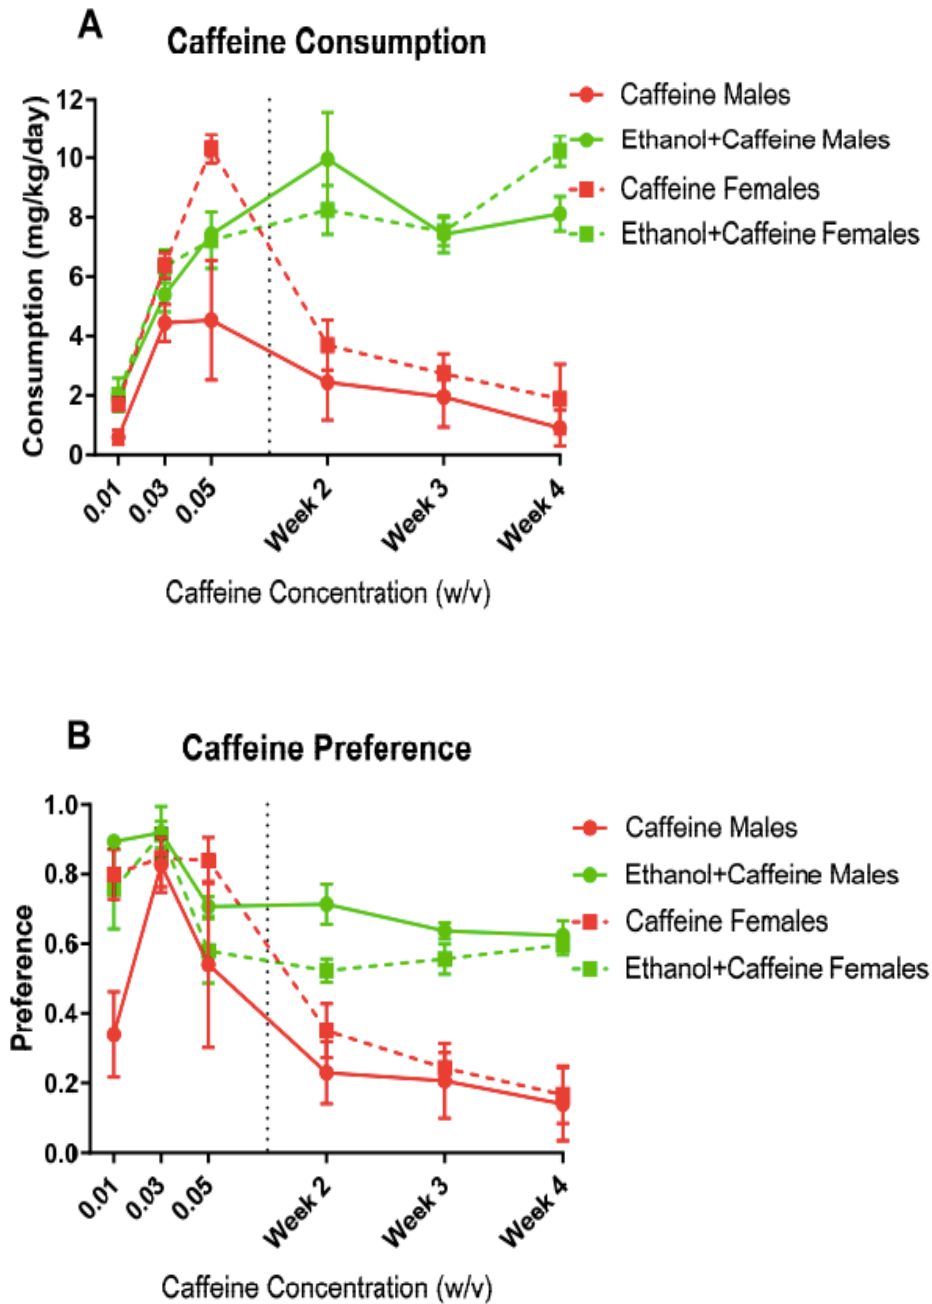 A
Caffeine Consumption
Consumption (mg/kg/day)
12
10
8
6
4
2
0
0.01
0.03
0.05
Week 2
Week 3
Week 4
Caffeine Concentration (w/v)
Caffeine Males
Ethanol+Caffeine Males
Caffeine Females
Ethanol+Caffeine Females
B
Caffeine Preference
Preference
1.0
0.8
0.6
0.4
0.2
0.0
0.01
0.03
0.05
Week 2
Week 3
Week 4
Caffeine Concentration (w/v)
Caffeine Males
Ethanol+Caffeine Males
Caffeine Females
Ethanol+Caffeine Females